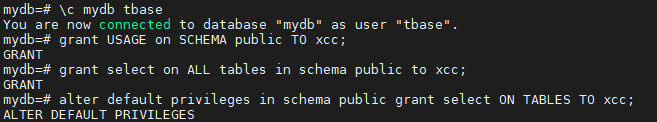 mydb=# \c mydb tbase
You are now connected to database "mydb" as user "tbase".
mydb=# grant USAGE on SCHEMA public TO xcc;
GRANT
mydb=# grant select on ALL tables in schema public to xcc;
GRANT
mydb=# alter default privileges in schema public grant select ON TABLES TO xcc;
ALTER DEFAULT PRIVILEGES